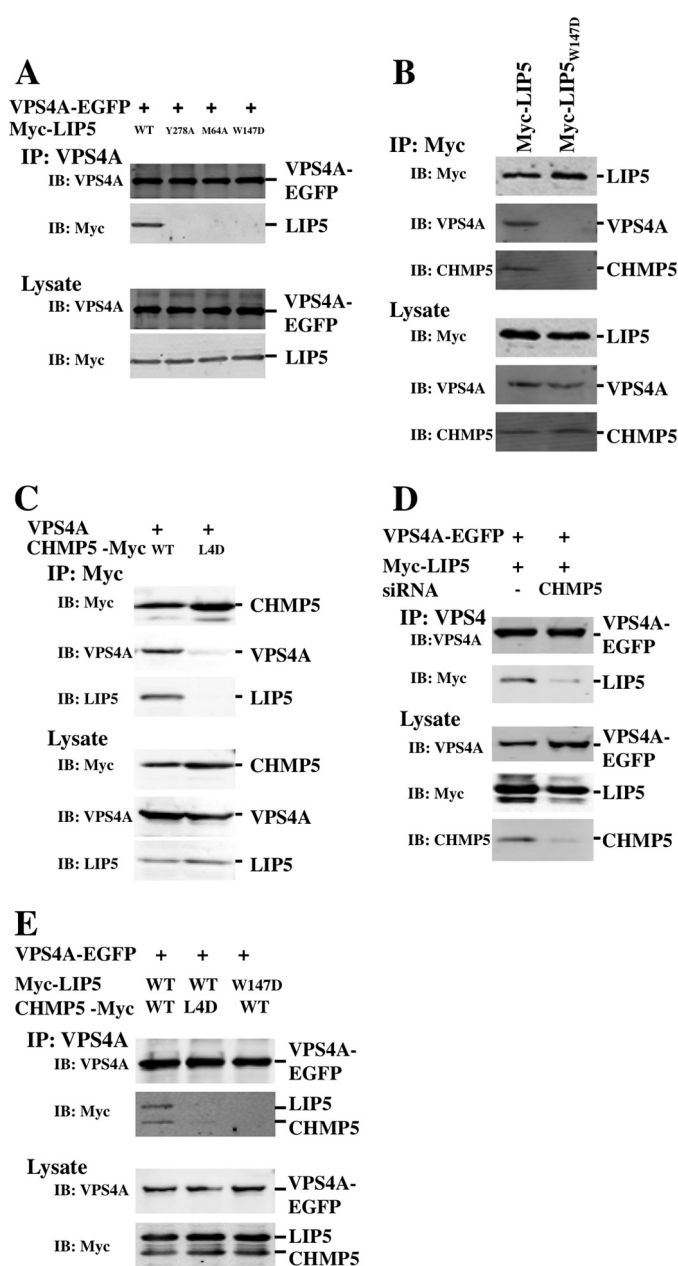 A
VPS4A-EGFP + + + +
Myc-LIP5 WT Y278A M64A W147D
IP: VPS4A
IB: VPS4A VPS4A-
EGFP
IB: Myc LIP5
Lysate
IB: VPS4A VPS4A-
EGFP
IB: Myc LIP5
B
Myc-LIP5
Myc-LIP5W147D
IP: Myc
IB: Myc LIP5
IB: VPS4A VPS4A
IB: CHMP5 CHMP5
Lysate
IB: Myc LIP5
IB: VPS4A VPS4A
IB: CHMP5 CHMP5
C
VPS4A + +
CHMP5 -Myc WT L4D
IP: Myc
IB: Myc CHMP5
IB: VPS4A VPS4A
IB: LIP5 LIP5
Lysate
IB: Myc CHMP5
IB: VPS4A VPS4A
IB: LIP5 LIP5
D
VPS4A-EGFP + +
Myc-LIP5 + +
siRNA - CHMP5
IP: VPS4
IB:VPS4A VPS4A-
EGFP
IB: Myc LIP5
Lysate
IB: VPS4A VPS4A-
EGFP
IB: Myc LIP5
IB: CHMP5 CHMP5
E
VPS4A-EGFP + + +
Myc-LIP5 WT WT W147D
CHMP5 -Myc WT L4D WT
IP: VPS4A
IB: VPS4A VPS4A-
EGFP
IB: Myc LIP5
CHMP5
Lysate
IB: VPS4A VPS4A-
EGFP
IB: Myc LIP5
CHMP5